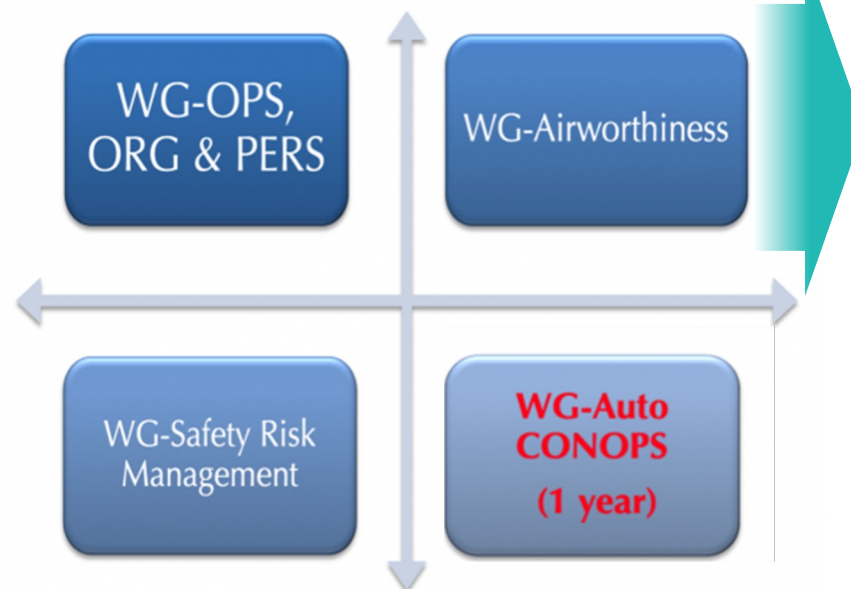 WG-OPS,
ORG & PERS
WG-Airworthiness
WG-Safety Risk
Management
WG-Auto
CONOPS
(1 year)